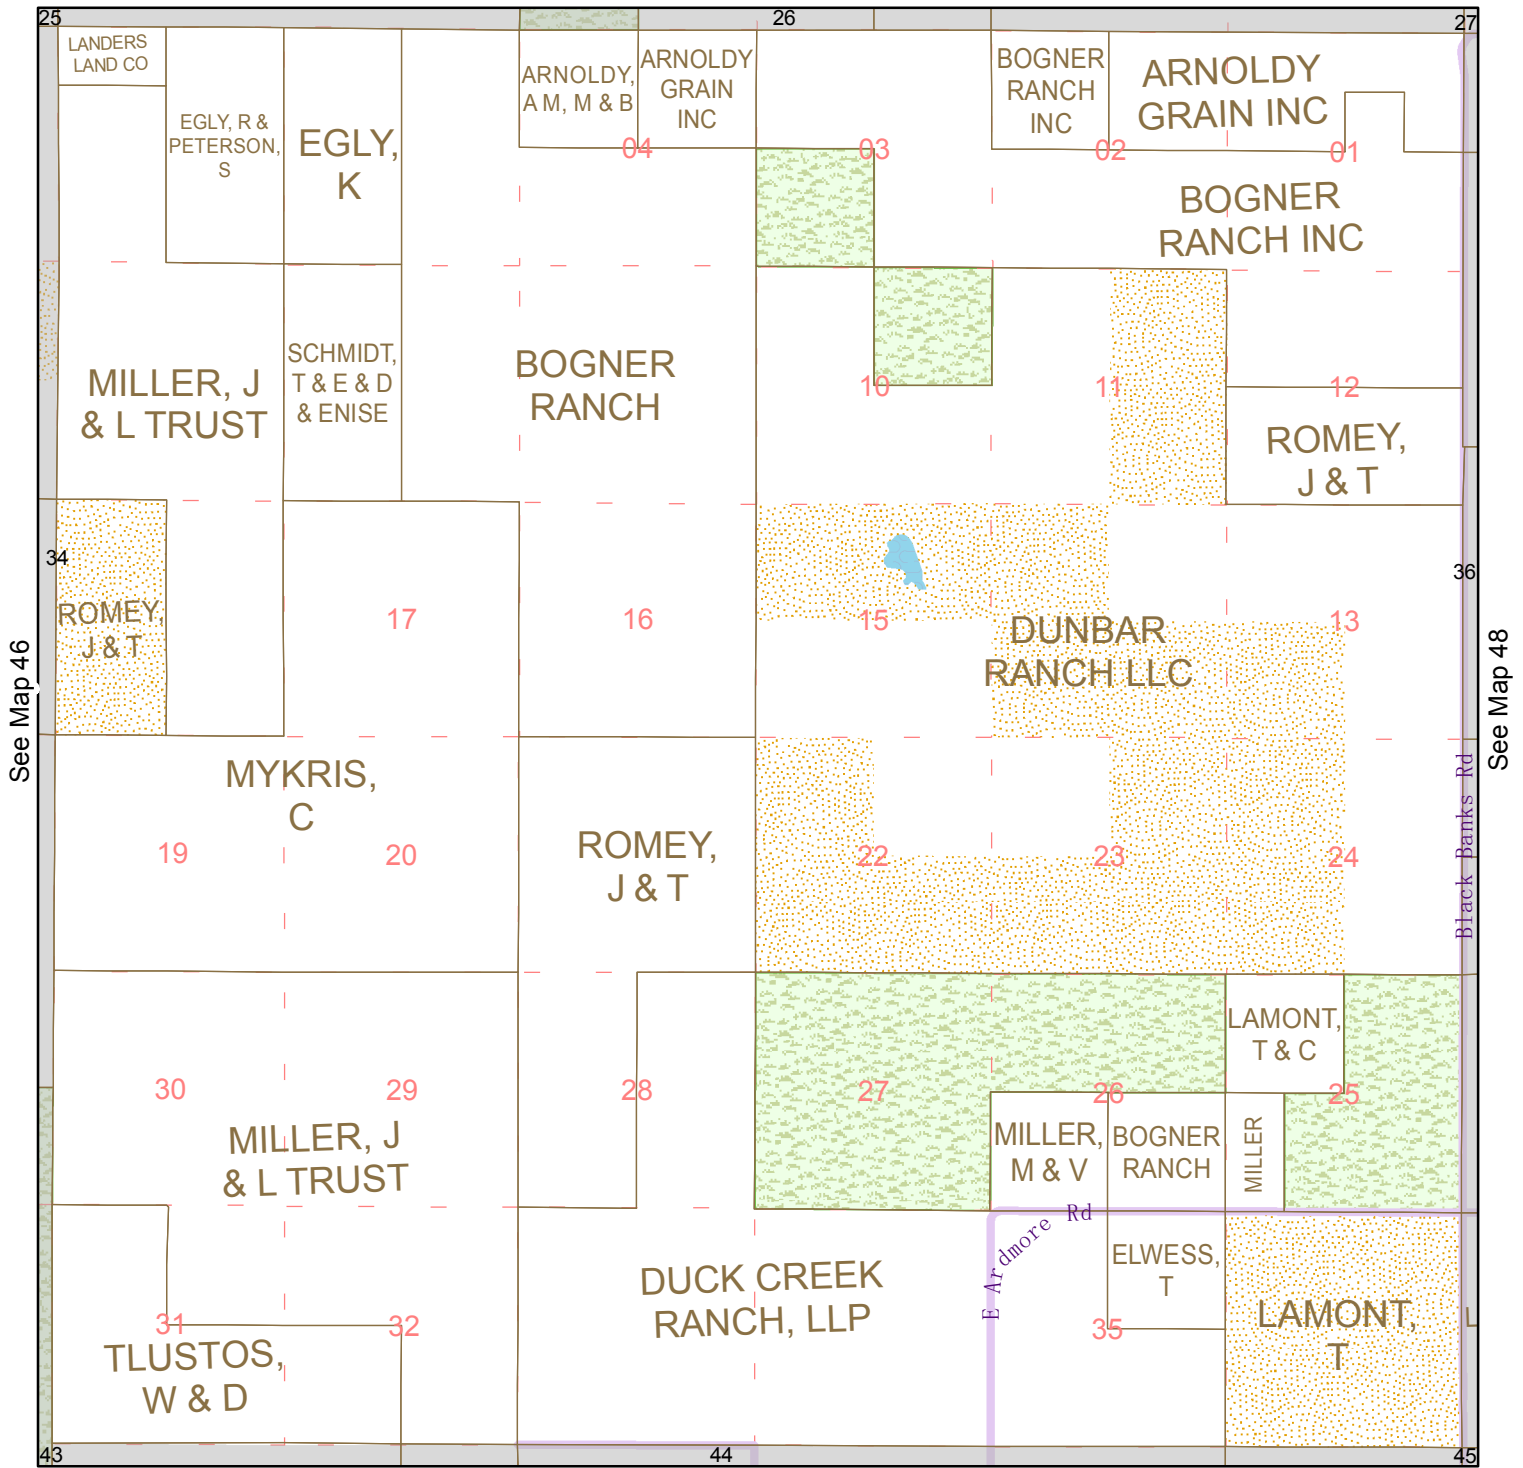 25
26
27
LANDERS
LAND CO
EGLY, R &
PETERSON,
S
EGLY,
K
ARNOLDY,
A M, M & B
ARNOLDY
GRAIN
INC
BOGNER
RANCH
INC
ARNOLDY
GRAIN INC
04
03
02
01
BOGNER
RANCH INC
MILLER, J
& L TRUST
SCHMIDT,
T & E & D
& ENISE
BOGNER
RANCH
10
11
12
ROMEY,
J & T
34
36
ROMEY,
J & T
17
16
15
13
DUNBAR
RANCH LLC
See Map 46
See Map 48
MYKRIS,
C
19
20
ROMEY,
J & T
22
23
24
Black Banks Rd
LAMONT,
T & C
30
29
28
27
26
25
MILLER, J
& L TRUST
MILLER,
M & V
BOGNER
RANCH
MILLER
E Ardmore Rd
ELWESS,
T
DUCK CREEK
RANCH, LLP
31
32
35
LAMONT,
T
L
TLUSTOS,
W & D
43
44
45